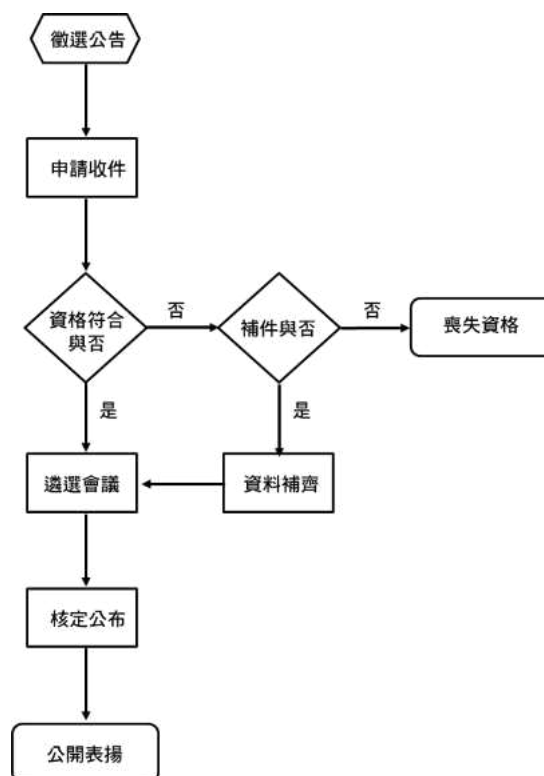 徵選公告
申請收件
資格符合
與否
否
補件與否
否
喪失資格
是
是
遴選會議
資料補齊
核定公布
公開表揚